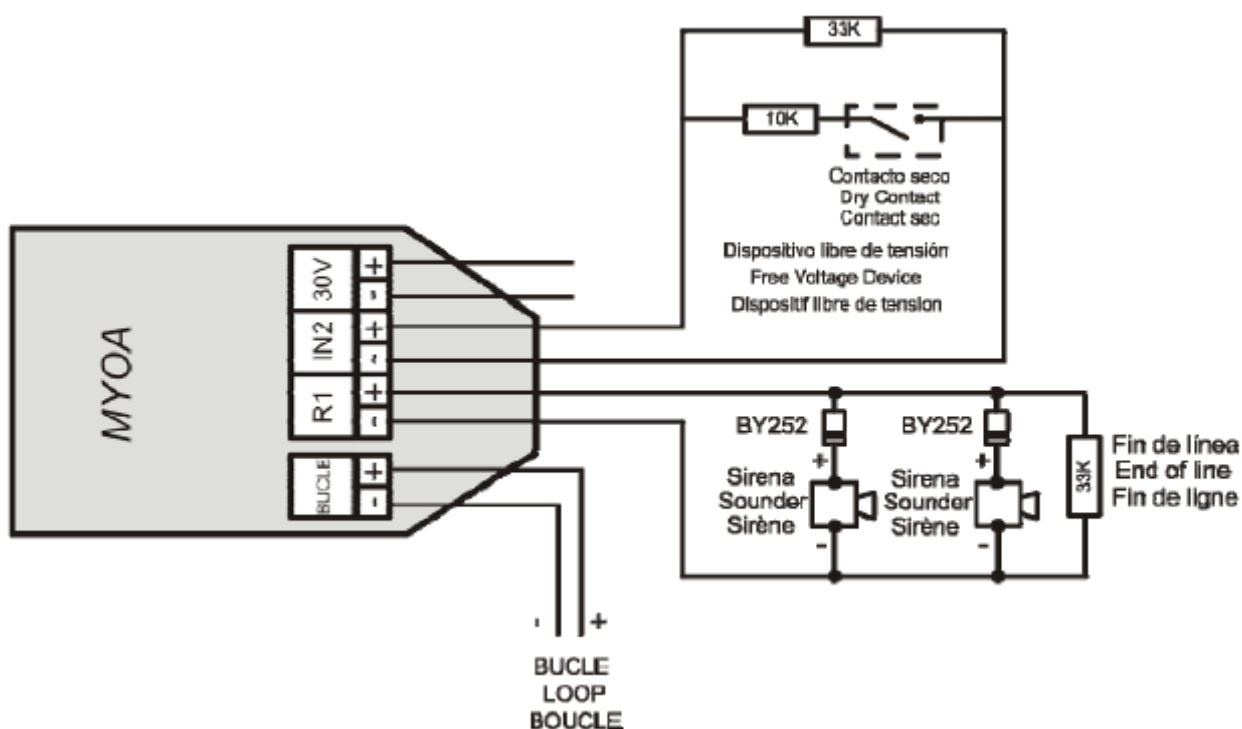 33K
10K
Contacto seco
Dry Contact
Contact sec
Dispositivo libre de tensión
Free Voltage Device
Dispositif libre de tension
MYOA
30V
+
-
IN2
+
-
R1
+
-
BUCLE
+
-
BY252
BY252
+
+
Sirena
Sounder
Sirène
Sirena
Sounder
Sirène
-
-
33K
Fin de línea
End of line
Fin de ligne
- +
BUCLE
LOOP
BOUCLE